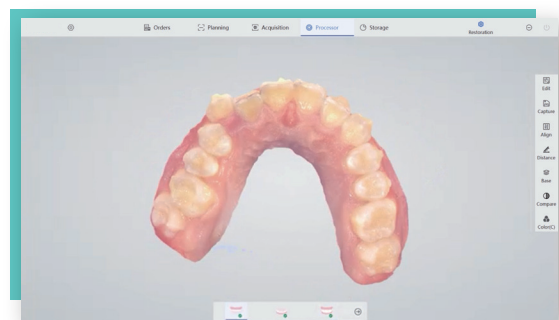 Orders
Planning
Acquisition
Processor
Storage
Restoration
Edit
Capture
Align
Distance
Base
Compare
Color(C)